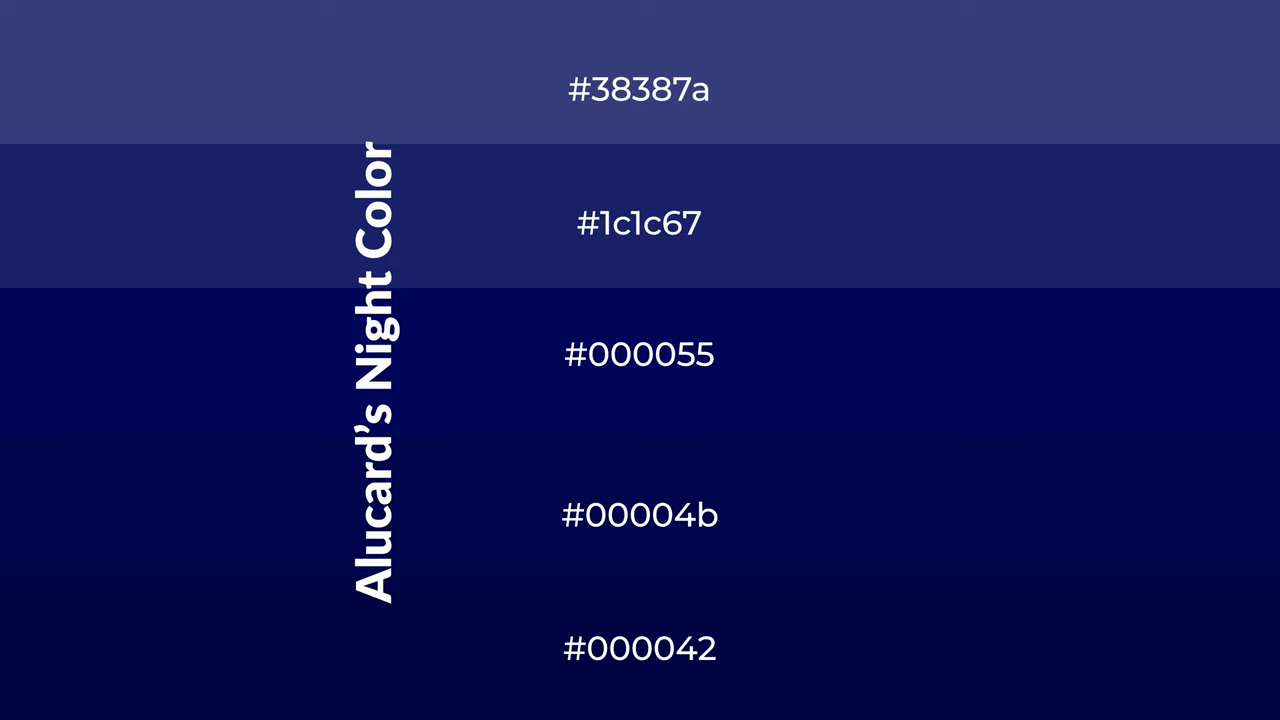 Alucard's Night Color
#38387a
#1c1c67
#000055
#00004b
#000042